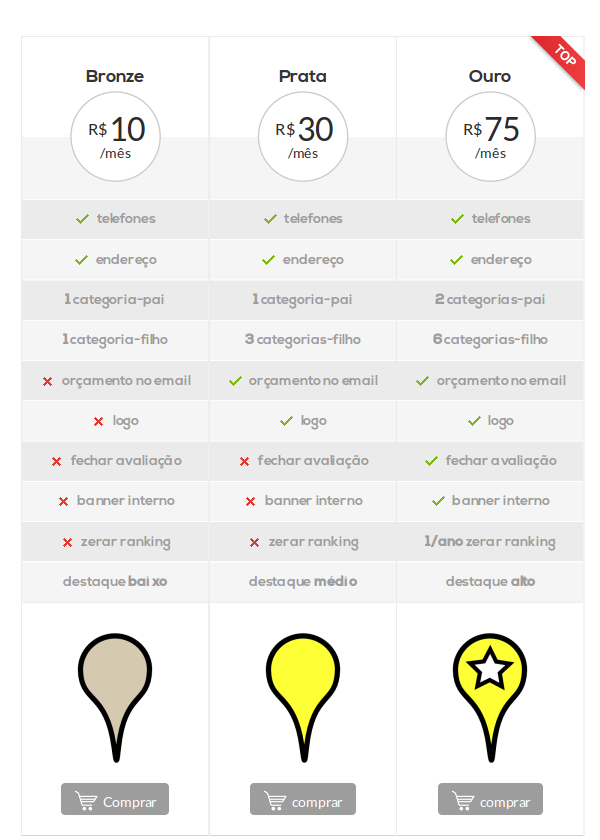 TOP
Bronze
R$10
/mês
telefones
endereço
1 categoria-pai
1 categoria-filho
orçamento no email
logo
fechar avaliação
banner interno
zerar ranking
destaque baixo
Comprar
Prata
R$30
/mês
telefones
endereço
1 categoria-pai
3 categorias-filho
orçamento no email
logo
fechar avaliação
banner interno
zerar ranking
destaque médio
comprar
Ouro
R$75
/mês
telefones
endereço
2 categorias-pai
6 categorias-filho
orçamento no email
logo
fechar avaliação
banner interno
1/ano zerar ranking
destaque alto
comprar